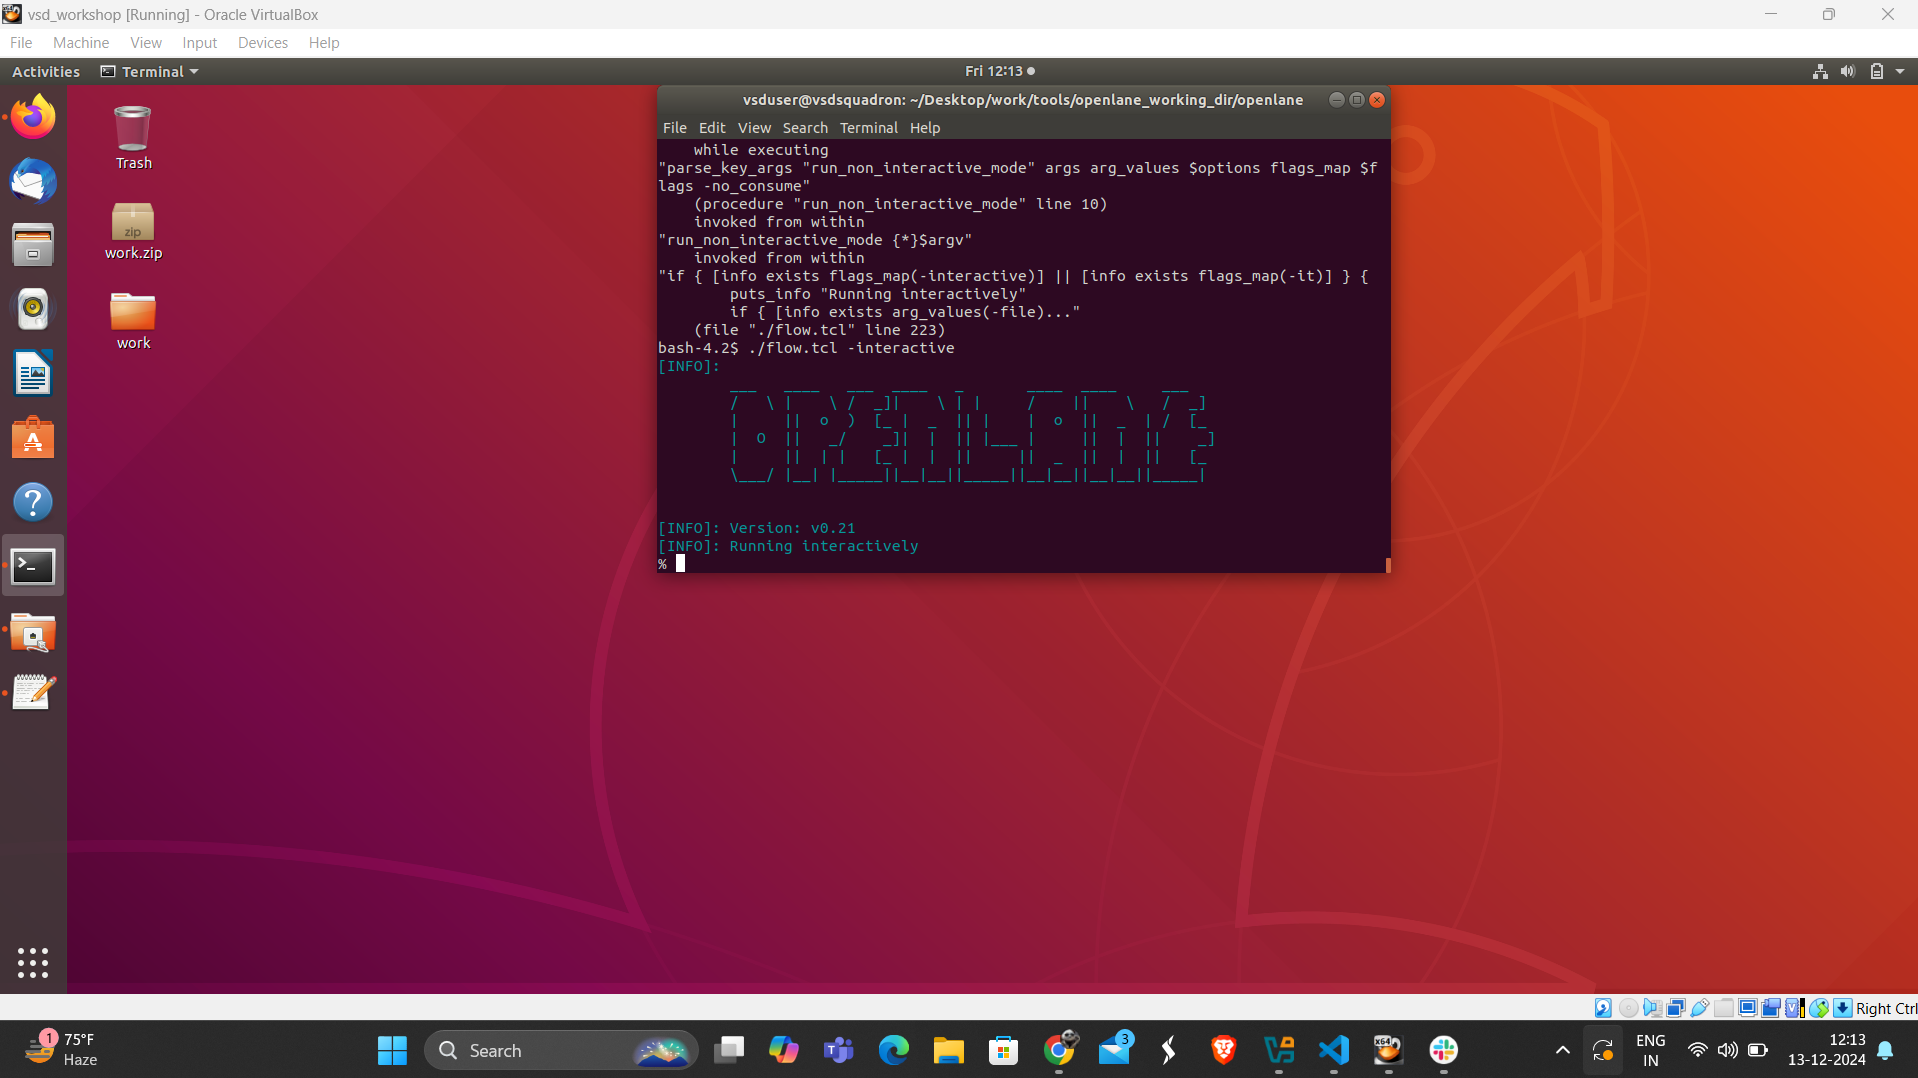 vsd_workshop [Running] - Oracle VirtualBox
File Machine View Input Devices Help
Activities Terminal Fri 12:13
Trash
zip
work.zip
work
vsduser@vsdsquadron: ~/Desktop/work/tools/openlane_working_dir/openlane
File Edit View Search Terminal Help
    while executing
"parse_key_args "run_non_interactive_mode" args arg_values $options flags_map $f
lags -no_consume"
    (procedure "run_non_interactive_mode" line 10)
    invoked from within
"run_non_interactive_mode {*}$argv"
    invoked from within
"if { [info exists flags_map(-interactive)] || [info exists flags_map(-it)] } {
        puts_info "Running interactively"
        if { [info exists arg_values(-file)..."
    (file "./flow.tcl" line 223)
bash-4.2$ ./flow.tcl -interactive
[INFO]:
OPENLANE
[INFO]: Version: v0.21
[INFO]: Running interactively
%
Right Ctrl
1
75°F
Haze
Search
3
ENG
IN
12:13
13-12-2024